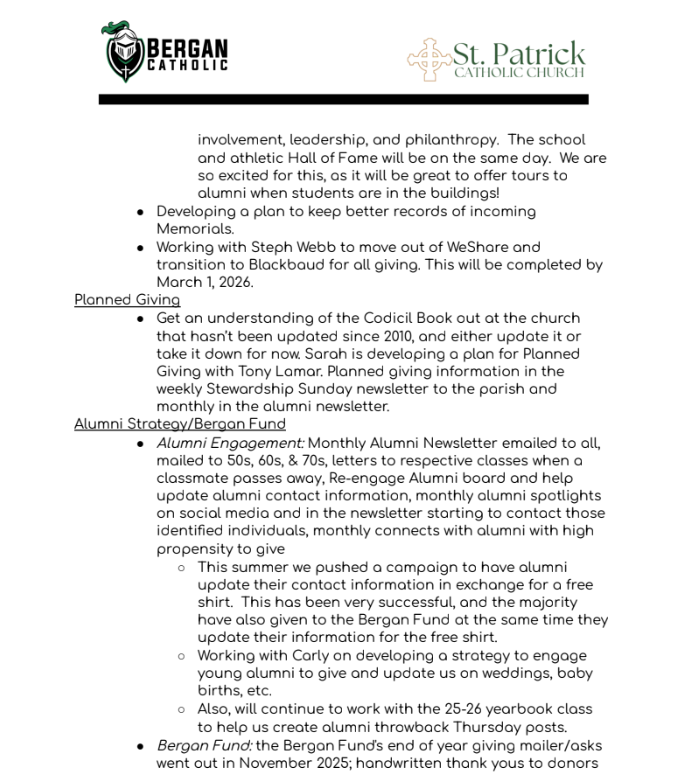 BERGAN
CATHOLIC
St. Patrick
CATHOLIC CHURCH
involvement, leadership, and philanthropy.  The school
and athletic Hall of Fame will be on the same day.  We are
so excited for this, as it will be great to offer tours to
alumni when students are in the buildings!
● Developing a plan to keep better records of incoming
Memorials.
● Working with Steph Webb to move out of WeShare and
transition to Blackbaud for all giving. This will be completed by
March 1, 2026.
Planned Giving
● Get an understanding of the Codicil Book out at the church
that hasn't been updated since 2010, and either update it or
take it down for now. Sarah is developing a plan for Planned
Giving with Tony Lamar. Planned giving information in the
weekly Stewardship Sunday newsletter to the parish and
monthly in the alumni newsletter.
Alumni Strategy/Bergan Fund
● Alumni Engagement: Monthly Alumni Newsletter emailed to all,
mailed to 50s, 60s, & 70s, letters to respective classes when a
classmate passes away, Re-engage Alumni board and help
update alumni contact information, monthly alumni spotlights
on social media and in the newsletter starting to contact those
identified individuals, monthly connects with alumni with high
propensity to give
○ This summer we pushed a campaign to have alumni
update their contact information in exchange for a free
shirt.  This has been very successful, and the majority
have also given to the Bergan Fund at the same time they
update their information for the free shirt.
○ Working with Carly on developing a strategy to engage
young alumni to give and update us on weddings, baby
births, etc.
○ Also, will continue to work with the 25-26 yearbook class
to help us create alumni throwback Thursday posts.
● Bergan Fund: the Bergan Fund's end of year giving mailer/asks
went out in November 2025; handwritten thank yous to donors